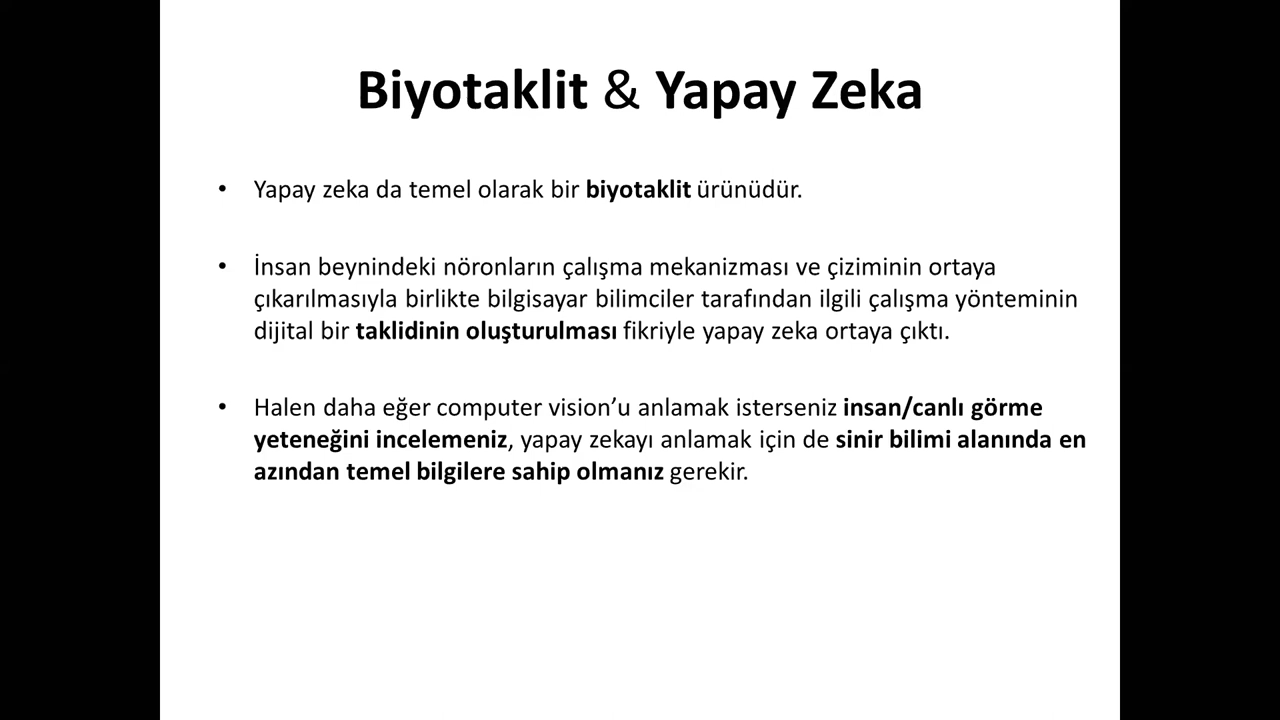 Biyotaklit & Yapay Zeka
• Yapay zeka da temel olarak bir biyotaklit ürünüdür.
• İnsan beynindeki nöronların çalışma mekanizması ve çiziminin ortaya
çıkarılmasıyla birlikte bilgisayar bilimciler tarafından ilgili çalışma yönteminin
dijital bir taklidinin oluşturulması fikriyle yapay zeka ortaya çıktı.
• Halen daha eğer computer vision’u anlamak isterseniz insan/canlı görme
yeteneğini incelemeniz, yapay zekayı anlamak için de sinir bilimi alanında en
azından temel bilgilere sahip olmanız gerekir.